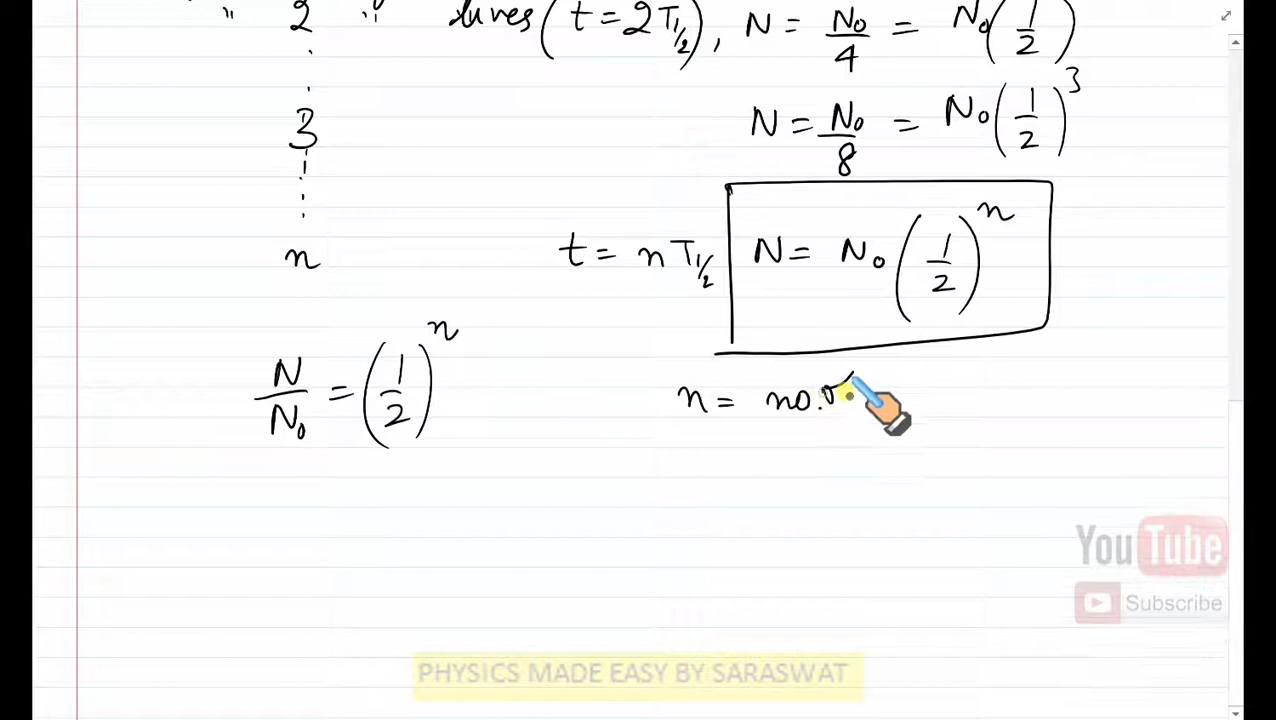 " 2 " lives (t = 2T1/2), N = N0/4 = N0(1/2)
3 N = N0/8 = N0(1/2)^3
n t = n T1/2 N = N0(1/2)^n
N/N0 = (1/2)^n n = no. o
YouTube
Subscribe
PHYSICS MADE EASY BY SARASWAT